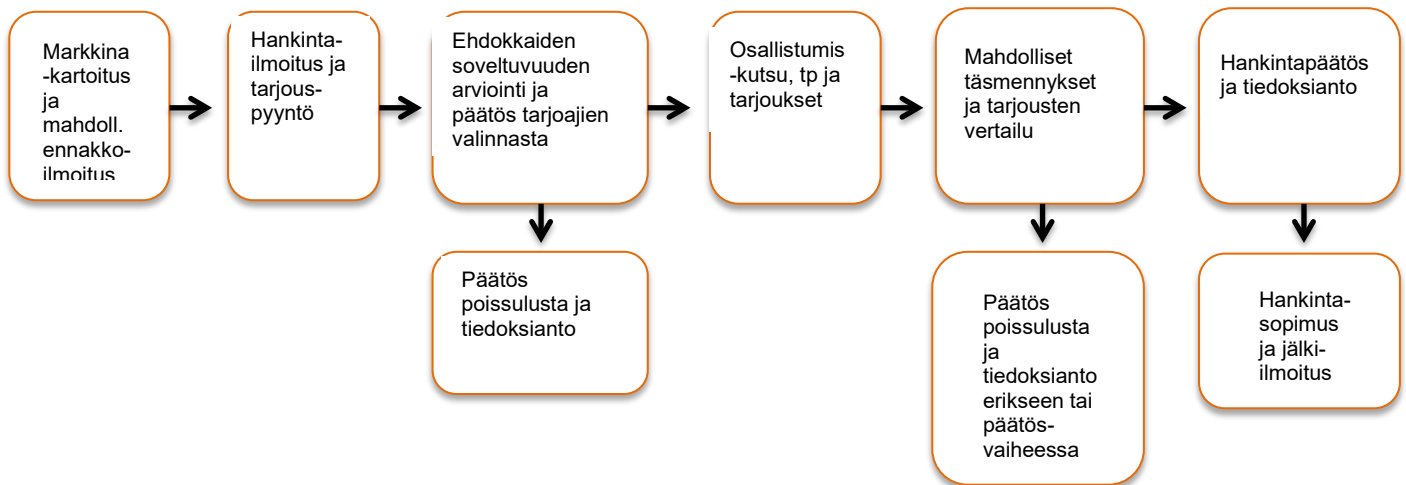 Markkina
-kartoitus
ja
mahdoll.
ennakko-
ilmoitus
Hankinta-
ilmoitus ja
tarjous-
pyyntö
Ehdokkaiden
soveltuvuuden
arviointi ja
päätös tarjoajien
valinnasta
Osallistumis
-kutsu, tp ja
tarjoukset
Mahdolliset
täsmennykset
ja tarjousten
vertailu
Hankintapäätös
ja tiedoksianto
Päätös
poissulusta ja
tiedoksianto
Päätös
poissulusta
ja
tiedoksianto
erikseen tai
päätös-
vaiheessa
Hankinta-
sopimus
ja jälki-
ilmoitus